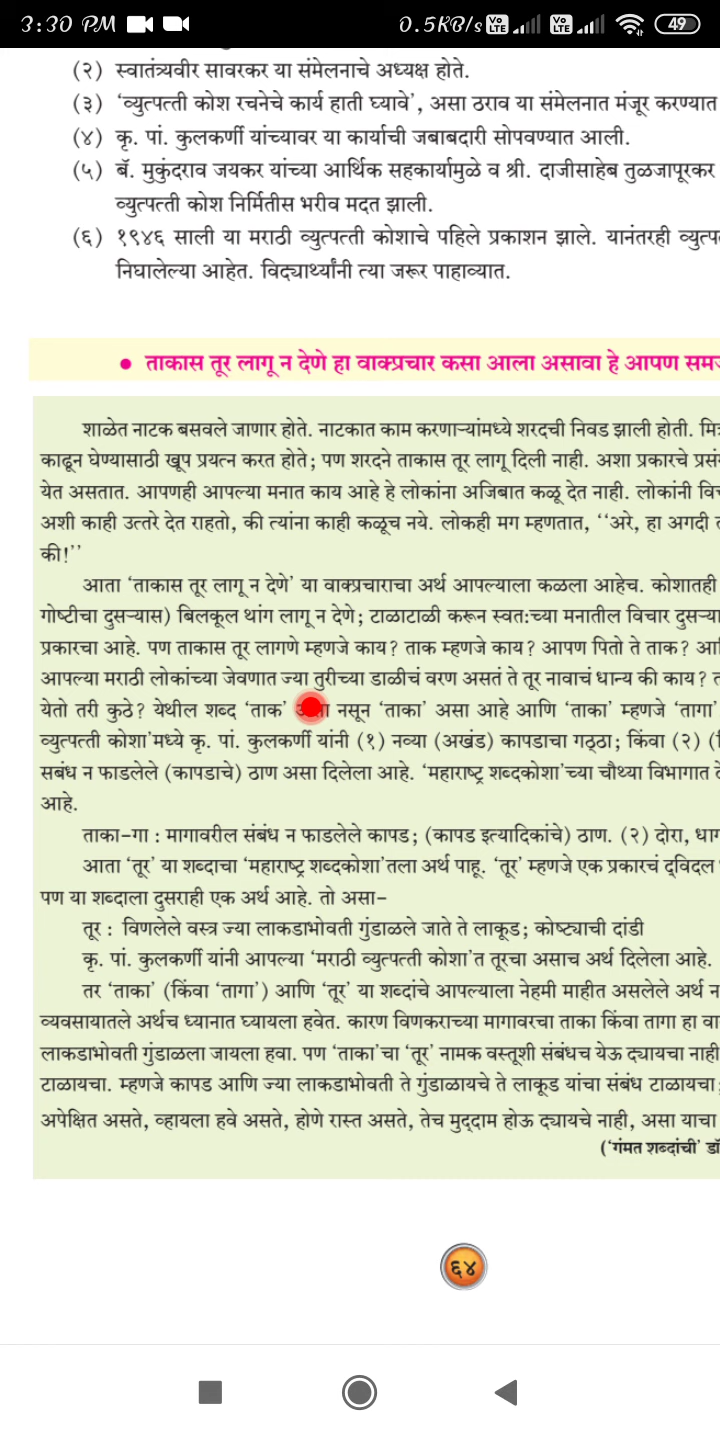 3:30 PM
0.5KB/s
Vo LTE
Vo LTE
49
(२) स्वातंत्र्यवीर सावरकर या संमेलनाचे अध्यक्ष होते.
(३) ‘व्युत्पत्ती कोश रचनेचे कार्य हाती घ्यावे’, असा ठराव या संमेलनात मंजूर करण्यात
(४) कृ. पां. कुलकर्णी यांच्यावर या कार्याची जबाबदारी सोपवण्यात आली.
(५) बॅ. मुकुंदराव जयकर यांच्या आर्थिक सहकार्यामुळे व श्री. दाजीसाहेब तुळजापूरकर
व्युत्पत्ती कोश निर्मितीस भरीव मदत झाली.
(६) १९४६ साली या मराठी व्युत्पत्ती कोशाचे पहिले प्रकाशन झाले. यानंतरही व्युत्प
निघालेल्या आहेत. विद्यार्थ्यांनी त्या जरूर पाहाव्यात.
• ताकास तूर लागू न देणे हा वाक्प्रचार कसा आला असावा हे आपण समज
शाळेत नाटक बसवले जाणार होते. नाटकात काम करणाऱ्यांमध्ये शरदची निवड झाली होती. मित्र
काढून घेण्यासाठी खूप प्रयत्न करत होते; पण शरदने ताकास तूर लागू दिली नाही. अशा प्रकारचे प्रसं
येत असतात. आपणही आपल्या मनात काय आहे हे लोकांना अजिबात कळू देत नाही. लोकांनी वि
अशी काही उत्तरे देत राहतो, की त्यांना काही कळूच नये. लोकही मग म्हणतात, ‘‘अरे, हा अगदी
की!’’
आता ‘ताकास तूर लागू न देणे’ या वाक्प्रचाराचा अर्थ आपल्याला कळला आहेच. कोशातही
गोष्टीचा दुसऱ्यास) बिलकूल थांग लागू न देणे; टाळाटाळी करून स्वतःच्या मनातील विचार दुसऱ्या
प्रकारचा आहे. पण ताकास तूर लागणे म्हणजे काय? ताक म्हणजे काय? आपण पितो ते ताक? आ
आपल्या मराठी लोकांच्या जेवणात ज्या तुरीच्या डाळीचं वरण असतं ते तूर नावाचं धान्य की काय?
येतो तरी कुठे? येथील शब्द ‘ताक’ नसून ‘ताका’ असा आहे आणि ‘ताका’ म्हणजे ‘तागा’
व्युत्पत्ती कोशा’मध्ये कृ. पां. कुलकर्णी यांनी (१) नव्या (अखंड) कापडाचा गठ्ठा; किंवा (२)
सबंध न फाडलेले (कापडाचे) ठाण असा दिलेला आहे. ‘महाराष्ट्र शब्दकोशा’च्या चौथ्या विभागात
आहे.
ताका-गा : मागावरील संबंध न फाडलेले कापड; (कापड इत्यादिकांचे) ठाण. (२) दोरा, धाग
आता ‘तूर’ या शब्दाचा ‘महाराष्ट्र शब्दकोशा’तला अर्थ पाहू. ‘तूर’ म्हणजे एक प्रकारचं द्‌विदल
पण या शब्दाला दुसराही एक अर्थ आहे. तो असा-
तूर : विणलेले वस्त्र ज्या लाकडाभोवती गुंडाळले जाते ते लाकूड; कोष्ट्याची दांडी
कृ. पां. कुलकर्णी यांनी आपल्या ‘मराठी व्युत्पत्ती कोशा’त तूरचा असाच अर्थ दिलेला आहे.
तर ‘ताका’ (किंवा ‘तागा’) आणि ‘तूर’ या शब्दांचे आपल्याला नेहमी माहीत असलेले अर्थ न
व्यवसायातले अर्थच ध्यानात घ्यायला हवेत. कारण विणकराच्या मागावरचा ताका किंवा तागा हा वा
लाकडाभोवती गुंडाळला जायला हवा. पण ‘ताका’चा ‘तूर’ नामक वस्तूशी संबंधच येऊ द्यायचा नाही
टाळायचा. म्हणजे कापड आणि ज्या लाकडाभोवती ते गुंडाळायचे ते लाकूड यांचा संबंध टाळायचा;
अपेक्षित असते, व्हायला हवे असते, होणे रास्त असते, तेच मुद्‌दाम होऊ द्यायचे नाही, असा याचा
(‘गंमत शब्दांची’ डॉ
६४